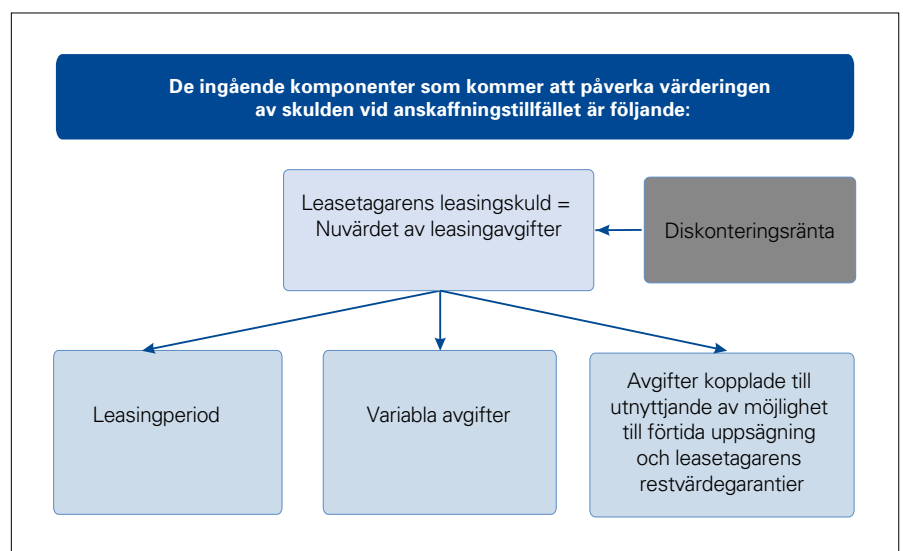 De ingående komponenter som kommer att påverka värderingen
av skulden vid anskaffningstillfället är följande:
Leasetagarens leasingskuld =
Nuvärdet av leasingavgifter
Diskonteringsränta
Leasingperiod
Variabla avgifter
Avgifter kopplade till
utnyttjande av möjlighet
till förtida uppsägning
och leasetagarens
restvärdegarantier